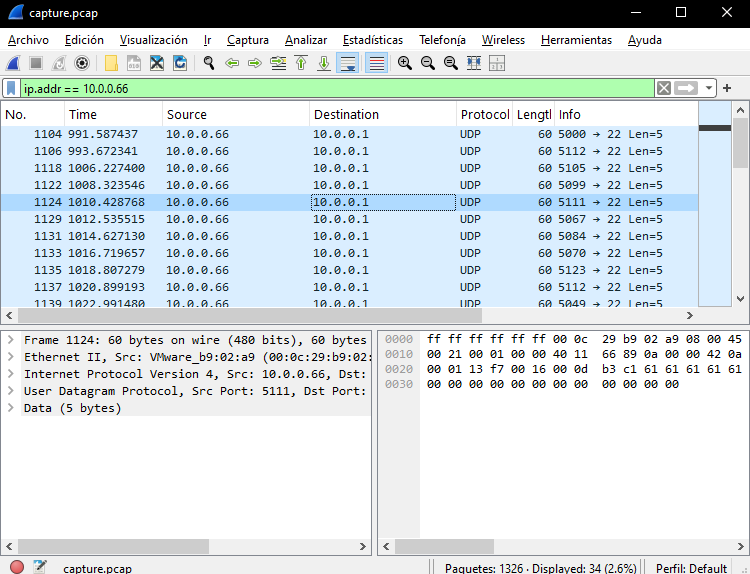 capture.pcap
Archivo Edición Visualización Ir Captura Analizar Estadísticas Telefonía Wireless Herramientas Ayuda
ip.addr == 10.0.0.66
No. Time Source Destination Protocol Lengtl Info
1104 991.587437 10.0.0.66 10.0.0.1 UDP 60 5000 → 22 Len=5
1106 993.672341 10.0.0.66 10.0.0.1 UDP 60 5112 → 22 Len=5
1118 1006.227400 10.0.0.66 10.0.0.1 UDP 60 5105 → 22 Len=5
1122 1008.323546 10.0.0.66 10.0.0.1 UDP 60 5099 → 22 Len=5
1124 1010.428768 10.0.0.66 10.0.0.1 UDP 60 5111 → 22 Len=5
1129 1012.535515 10.0.0.66 10.0.0.1 UDP 60 5067 → 22 Len=5
1131 1014.627130 10.0.0.66 10.0.0.1 UDP 60 5084 → 22 Len=5
1133 1016.719657 10.0.0.66 10.0.0.1 UDP 60 5070 → 22 Len=5
1135 1018.807279 10.0.0.66 10.0.0.1 UDP 60 5123 → 22 Len=5
1137 1020.899193 10.0.0.66 10.0.0.1 UDP 60 5112 → 22 Len=5
1139 1022.991480 10.0.0.66 10.0.0.1 UDP 60 5049 → 22 Len=5
Frame 1124: 60 bytes on wire (480 bits), 60 bytes
Ethernet II, Src: VMware_b9:02:a9 (00:0c:29:b9:02:
Internet Protocol Version 4, Src: 10.0.0.66, Dst:
User Datagram Protocol, Src Port: 5111, Dst Port:
Data (5 bytes)
0000 ff ff ff ff ff ff 00 0c 29 b9 02 a9 08 00 45
0010 00 21 00 01 00 00 40 11 66 89 0a 00 00 42 0a
0020 00 01 13 f7 00 16 00 0d b3 c1 61 61 61 61 61
0030 00 00 00 00 00 00 00 00 00 00 00 00
capture.pcap Paquetes: 1326 · Displayed: 34 (2.6%) Perfil: Default